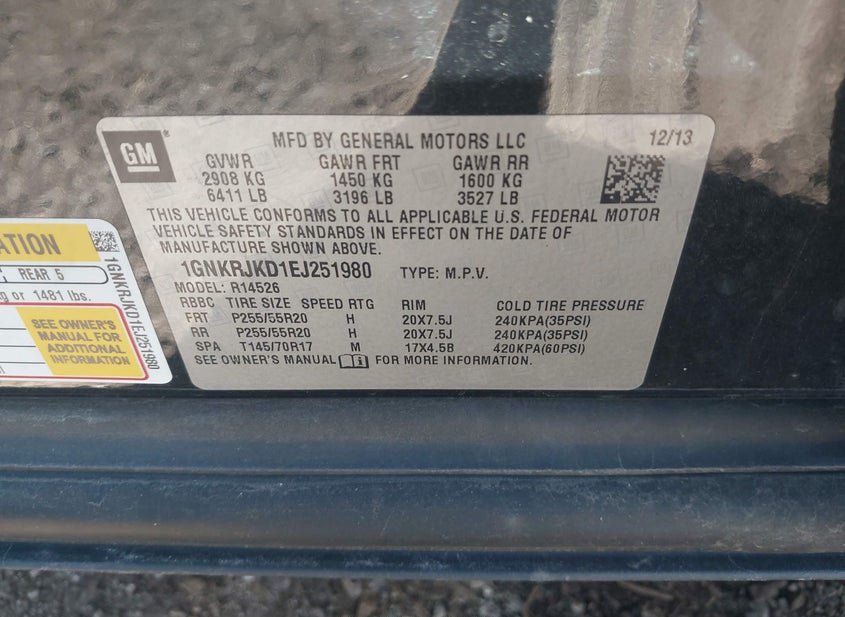 GM
MFD BY GENERAL MOTORS LLC 12/13
GVWR GAWR FRT GAWR RR
2908 KG 1450 KG 1600 KG
6411 LB 3196 LB 3527 LB
THIS VEHICLE CONFORMS TO ALL APPLICABLE U.S. FEDERAL MOTOR
VEHICLE SAFETY STANDARDS IN EFFECT ON THE DATE OF
MANUFACTURE SHOWN ABOVE.
1GNKRJKD1EJ251980 TYPE: M.P.V.
MODEL: R14526
RBBC TIRE SIZE SPEED RTG RIM COLD TIRE PRESSURE
FRT P255/55R20 H 20X7.5J 240KPA(35PSI)
RR P255/55R20 H 20X7.5J 240KPA(35PSI)
SPA T145/70R17 M 17X4.5B 420KPA(60PSI)
SEE OWNER'S MANUAL FOR MORE INFORMATION.
ATION
REAR 5
or 1481 lbs.
SEE OWNER'S
MANUAL FOR
ADDITIONAL
INFORMATION
1GNKRJKD1EJ251980